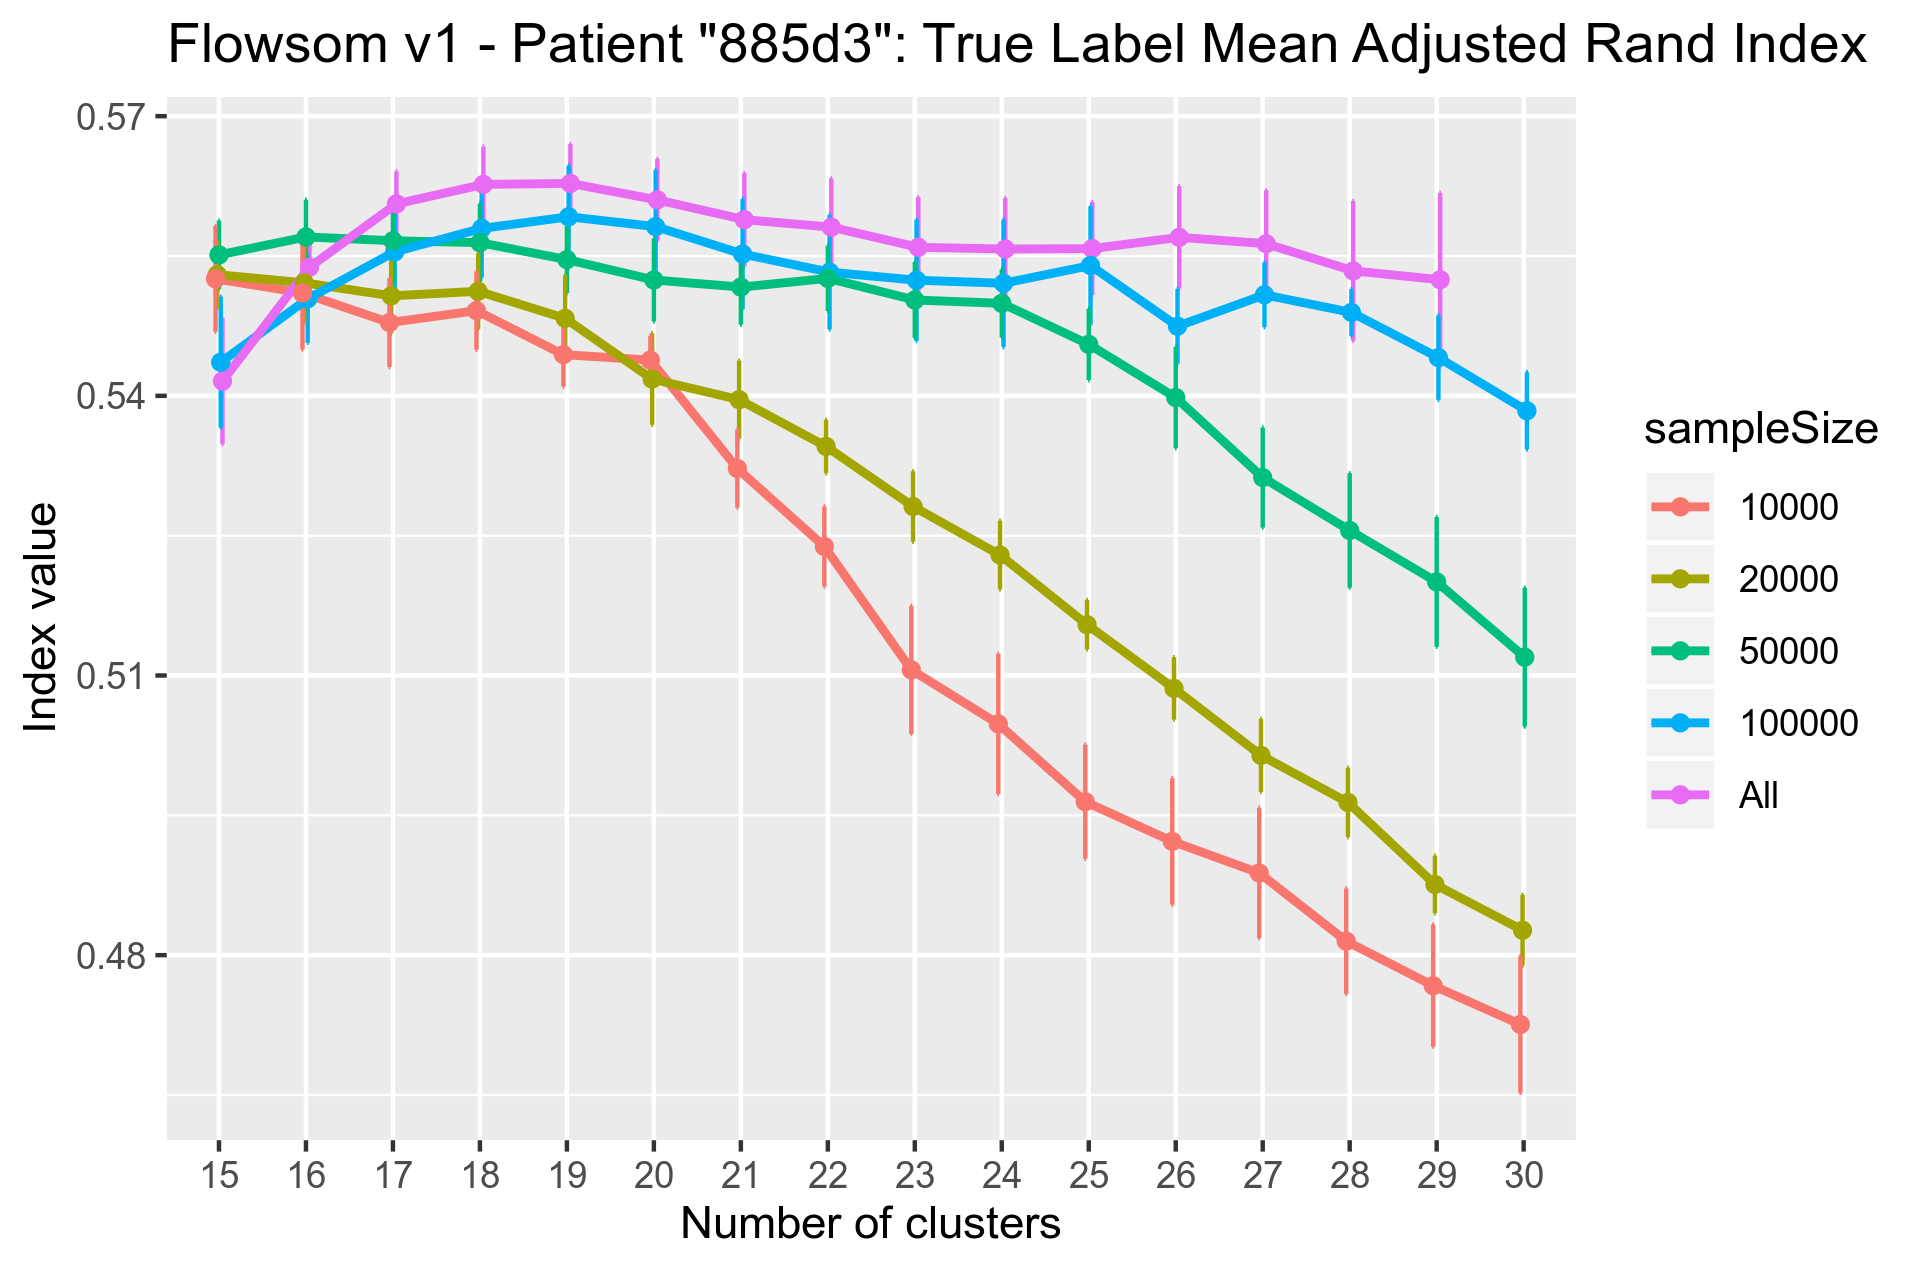 Flowsom v1 - Patient "885d3": True Label Mean Adjusted Rand Index
0.57
0.54
0.51
0.48
Index value
15 16 17 18 19 20 21 22 23 24 25 26 27 28 29 30
Number of clusters
sampleSize
10000
20000
50000
100000
All